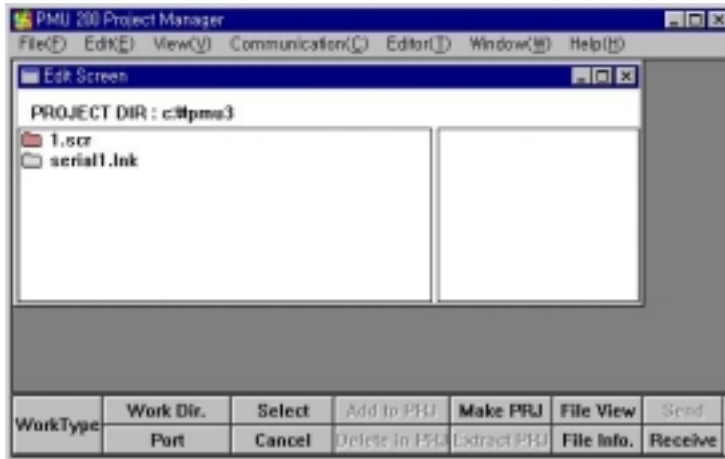 PMU 200 Project Manager
File(F) Edit(E) View(V) Communication(C) Editor(T) Window(W) Help(H)
Edit Screen
PROJECT DIR : c:₩pmu3
1.scr
serial1.lnk
WorkType
Work Dir. Select Add to PRJ Make PRJ File View Send
Port Cancel Delete in PRJ Extract PRJ File Info. Receive